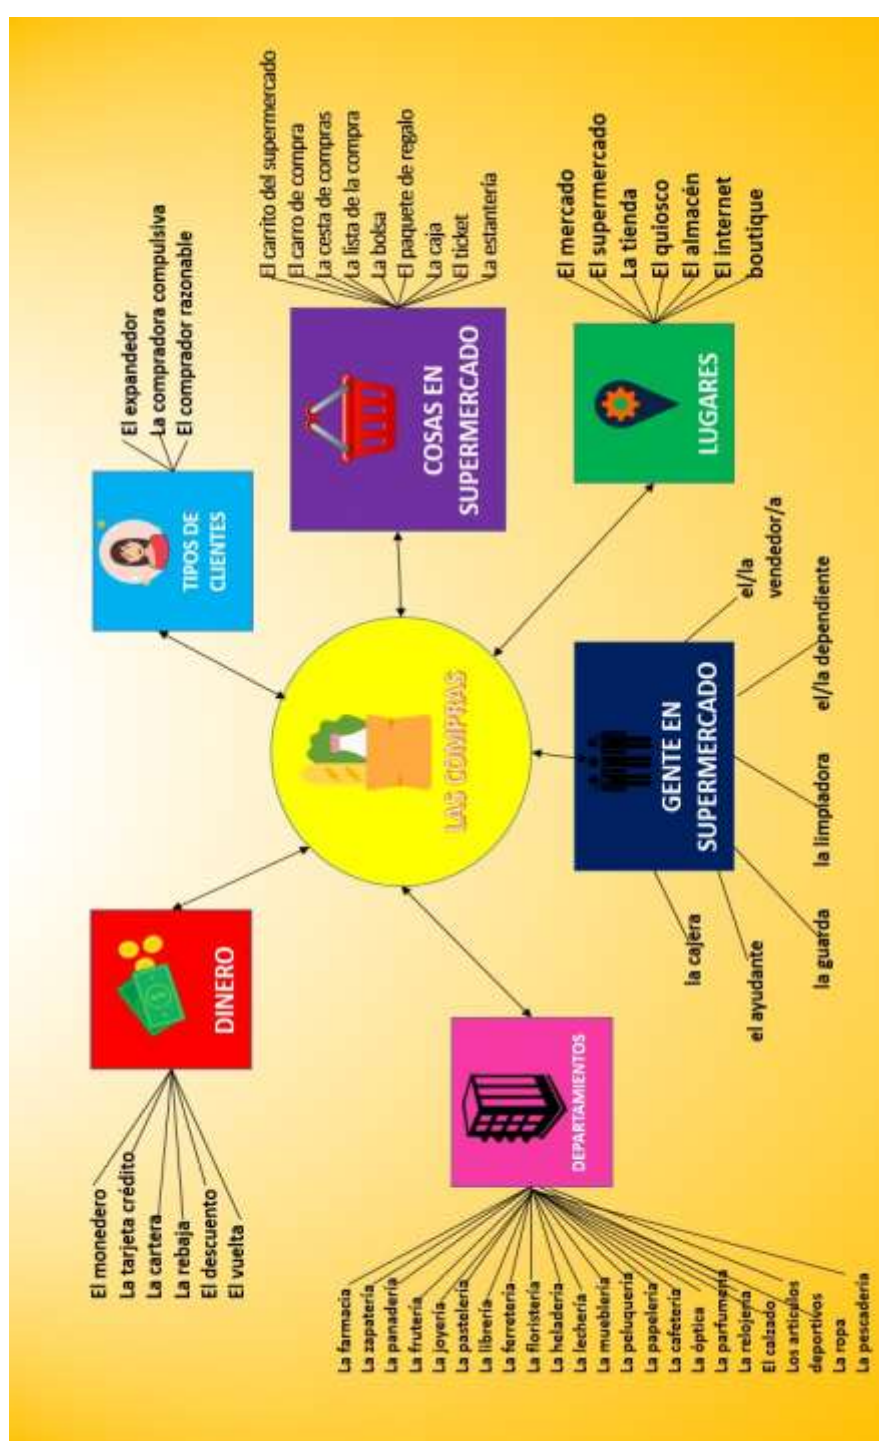 El monedero
La tarjeta crédito
La cartera
La rebaja
El descuento
El vuelta
DINERO
TIPOS DE
CLIENTES
El expandedor
La compradora compulsiva
El comprador razonable
LAS COMPRAS
COSAS EN
SUPERMERCADO
El carrito del supermercado
El carro de compra
La cesta de compras
La lista de la compra
La bolsa
El paquete de regalo
La caja
El ticket
La estantería
DEPARTAMIENTOS
La farmacia
La zapatería
La panadería
La frutería
La joyería
La pastelería
La librería
La ferretería
La floristería
La heladería
La lechería
La mueblería
La peluquería
La papelería
La cafetería
La óptica
La parfumería
La relojería
El calzado
Los artículos
deportivos
La ropa
La pescadería
GENTE EN
SUPERMERCADO
la cajera
el ayudante
la guarda
la limpiadora
el/la dependiente
el/la
vendedor/a
LUGARES
El mercado
El supermercado
La tienda
El quiosco
El almacén
El internet
boutique